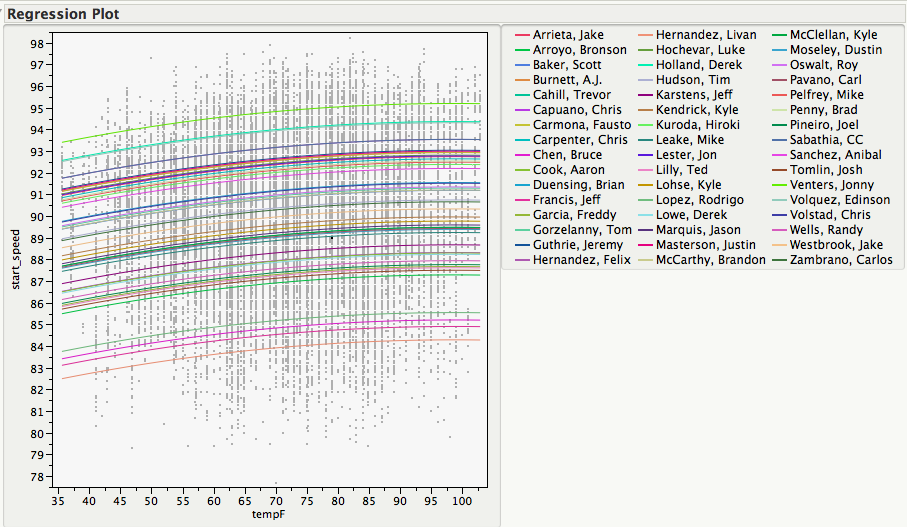 Regression Plot
start_speed
98
97
96
95
94
93
92
91
90
89
88
87
86
85
84
83
82
81
80
79
78
35 40 45 50 55 60 65 70 75 80 85 90 95 100
tempF
Arrieta, Jake Hernandez, Livan McClellan, Kyle
Arroyo, Bronson Hochevar, Luke Moseley, Dustin
Baker, Scott Holland, Derek Oswalt, Roy
Burnett, A.J. Hudson, Tim Pavano, Carl
Cahill, Trevor Karstens, Jeff Pelfrey, Mike
Capuano, Chris Kendrick, Kyle Penny, Brad
Carmona, Fausto Kuroda, Hiroki Pineiro, Joel
Carpenter, Chris Leake, Mike Sabathia, CC
Chen, Bruce Lester, Jon Sanchez, Anibal
Cook, Aaron Lilly, Ted Tomlin, Josh
Duensing, Brian Lohse, Kyle Venters, Jonny
Francis, Jeff Lopez, Rodrigo Volquez, Edinson
Garcia, Freddy Lowe, Derek Volstad, Chris
Gorzelanny, Tom Marquis, Jason Wells, Randy
Guthrie, Jeremy Masterson, Justin Westbrook, Jake
Hernandez, Felix McCarthy, Brandon Zambrano, Carlos